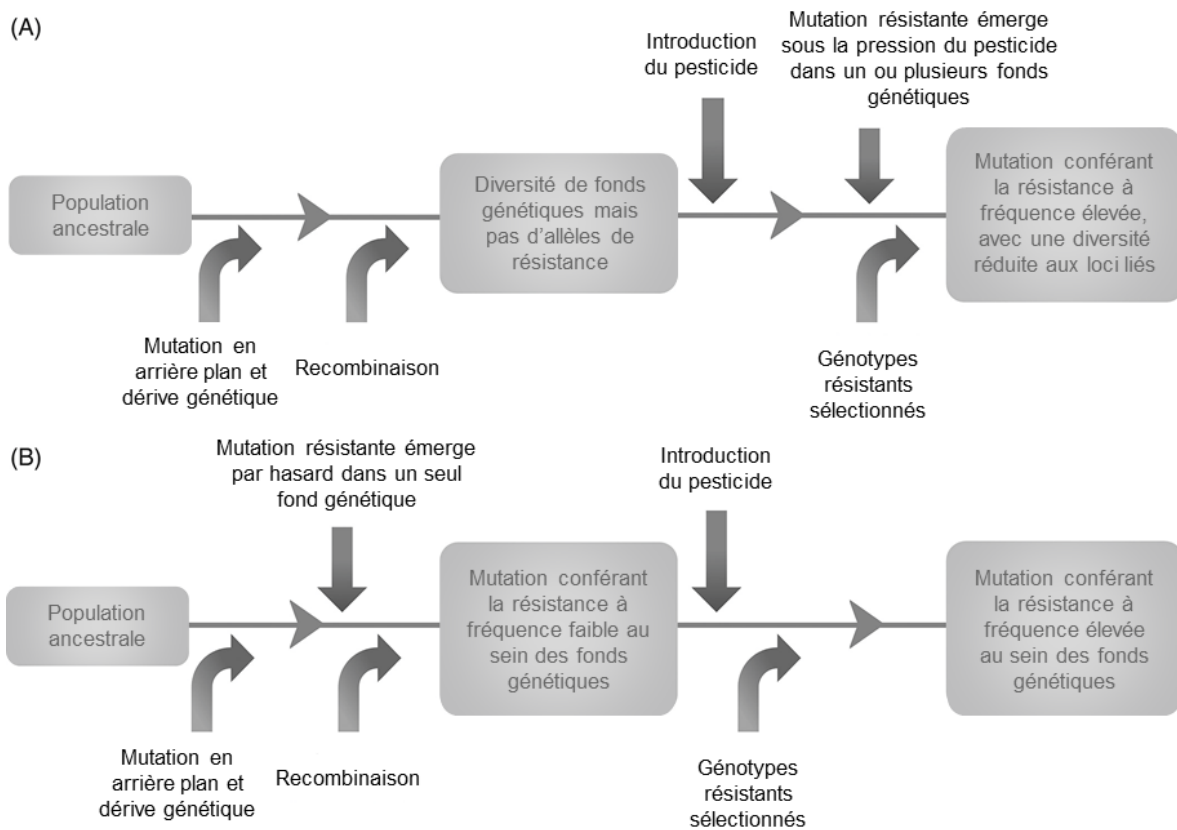 (A)
Introduction
du pesticide
Mutation résistante émerge
sous la pression du pesticide
dans un ou plusieurs fonds
génétiques
Population
ancestrale
Diversité de fonds
génétiques mais
pas d'allèles de
résistance
Mutation conférant
la résistance à
fréquence élevée,
avec une diversité
réduite aux loci liés
Mutation en
arrière plan et
dérive génétique
Recombinaison
Génotypes
résistants
sélectionnés
(B)
Mutation résistante émerge
par hasard dans un seul
fond génétique
Introduction
du pesticide
Population
ancestrale
Mutation conférant
la résistance à
fréquence faible au
sein des fonds
génétiques
Mutation conférant
la résistance à
fréquence élevée
au sein des fonds
génétiques
Mutation en
arrière plan et
dérive génétique
Recombinaison
Génotypes
résistants
sélectionnés